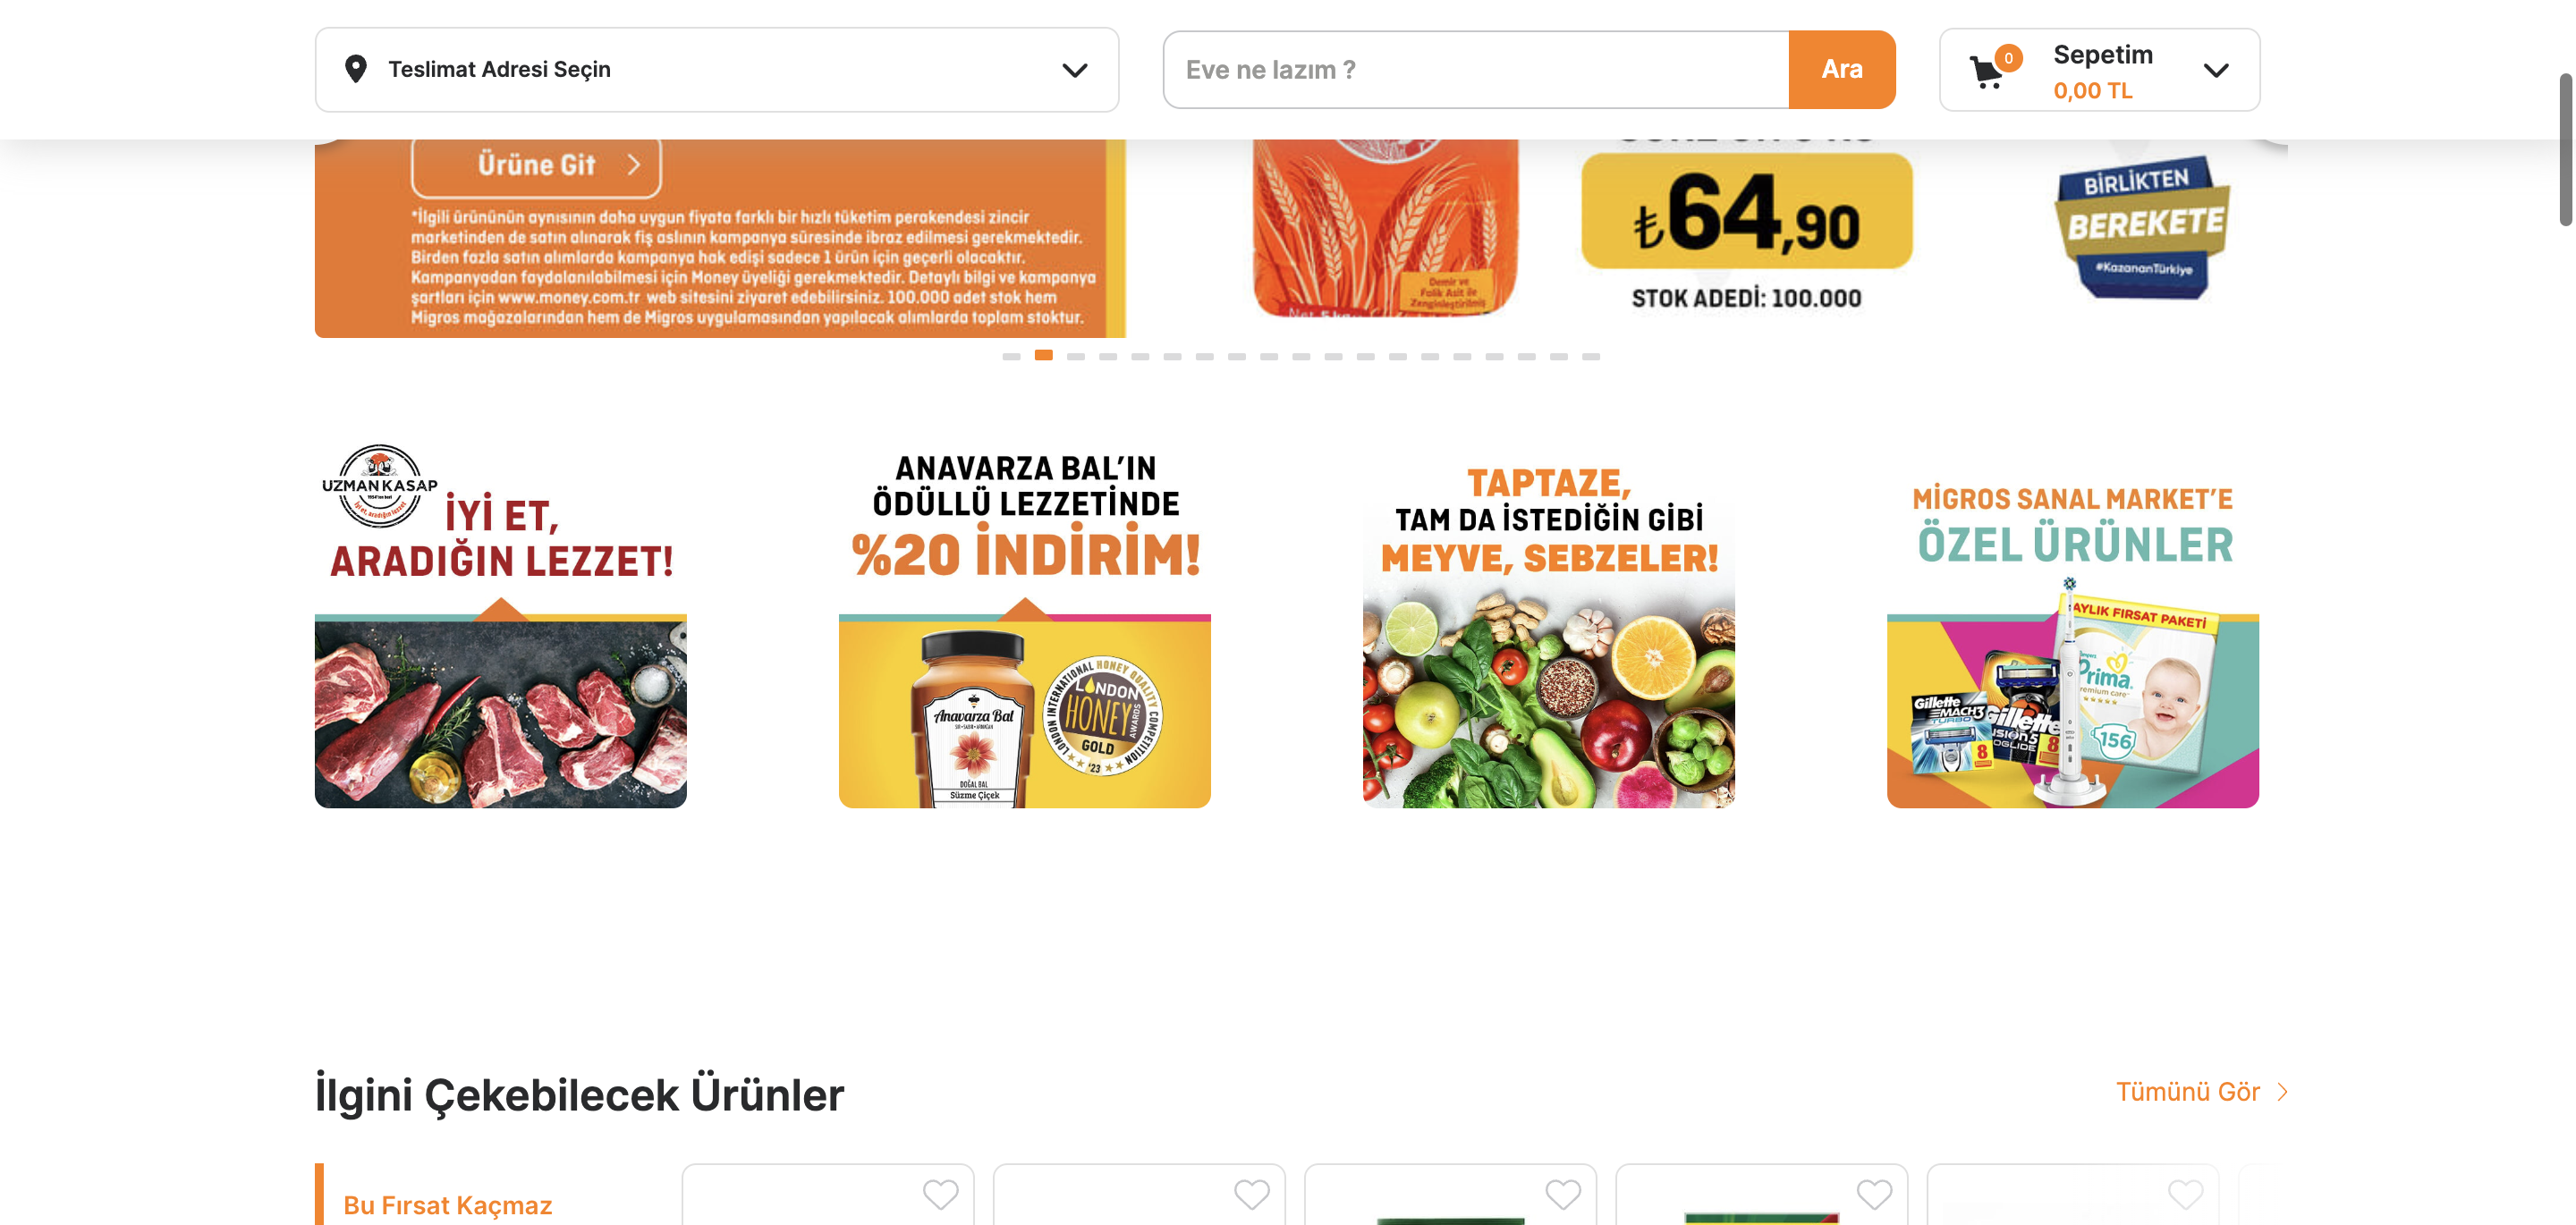 Teslimat Adresi Seçin
Eve ne lazım ?
Ara
0
Sepetim
0,00 TL
Ürüne Git
*İlgili ürününün aynısının daha uygun fiyata farklı bir hızlı tüketim perakendesi zincir
marketinden de satın alınarak fiş aslının kampanya süresinde ibraz edilmesi gerekmektedir.
Birden fazla satın alımlarda kampanya hak edişi sadece 1 ürün için geçerli olacaktır.
Kampanyadan faydalanılabilmesi için Money üyeliği gerekmektedir. Detaylı bilgi ve kampanya
şartları için www.money.com.tr web sitesini ziyaret edebilirsiniz. 100.000 adet stok hem
Migros mağazalarından hem de Migros uygulamasından yapılacak alımlarda toplam stoktur.
Demir ve
Folik Asit ile
Zenginleştirilmiş
₺64,90
STOK ADEDİ: 100.000
BİRLİKTEN
BEREKETE
#KazananTürkiye
UZMAN KASAP
iyi et, aradığın lezzet
İYİ ET,
ARADIĞIN LEZZET!
ANAVARZA BAL'IN
ÖDÜLLÜ LEZZETİNDE
%20 İNDİRİM!
Anavarza Bal
DOĞAL BAL
Süzme Çiçek
LONDON INTERNATIONAL HONEY QUALITY COMPETITION
LONDON
HONEY
AWARDS
GOLD
'23
TAPTAZE,
TAM DA İSTEDİĞİN GİBİ
MEYVE, SEBZELER!
MİGROS SANAL MARKET'E
ÖZEL ÜRÜNLER
AYLIK FIRSAT PAKETİ
Prima
premium care
156
Gillette
MACH3
TURBO
8
Gillette
8
İlgini Çekebilecek Ürünler
Tümünü Gör
Bu Fırsat Kaçmaz